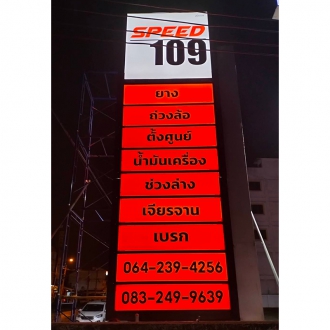 SPEED
109
ยาง
ถ่วงล้อ
ตั้งศูนย์
น้ำมันเครื่อง
ช่วงล่าง
เจียรจาน
เบรก
064-239-4256
083-249-9639